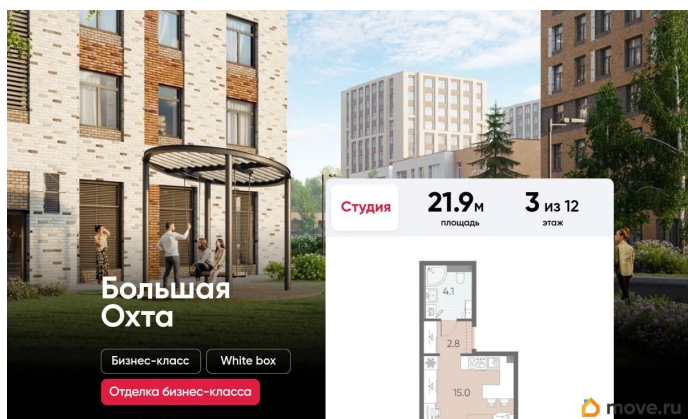 Студия
21.9 м
площадь
3 из 12
этаж
4.1
2.8
15.0
Большая
Охта
Бизнес-класс
White box
Отделка бизнес-класса
move.ru